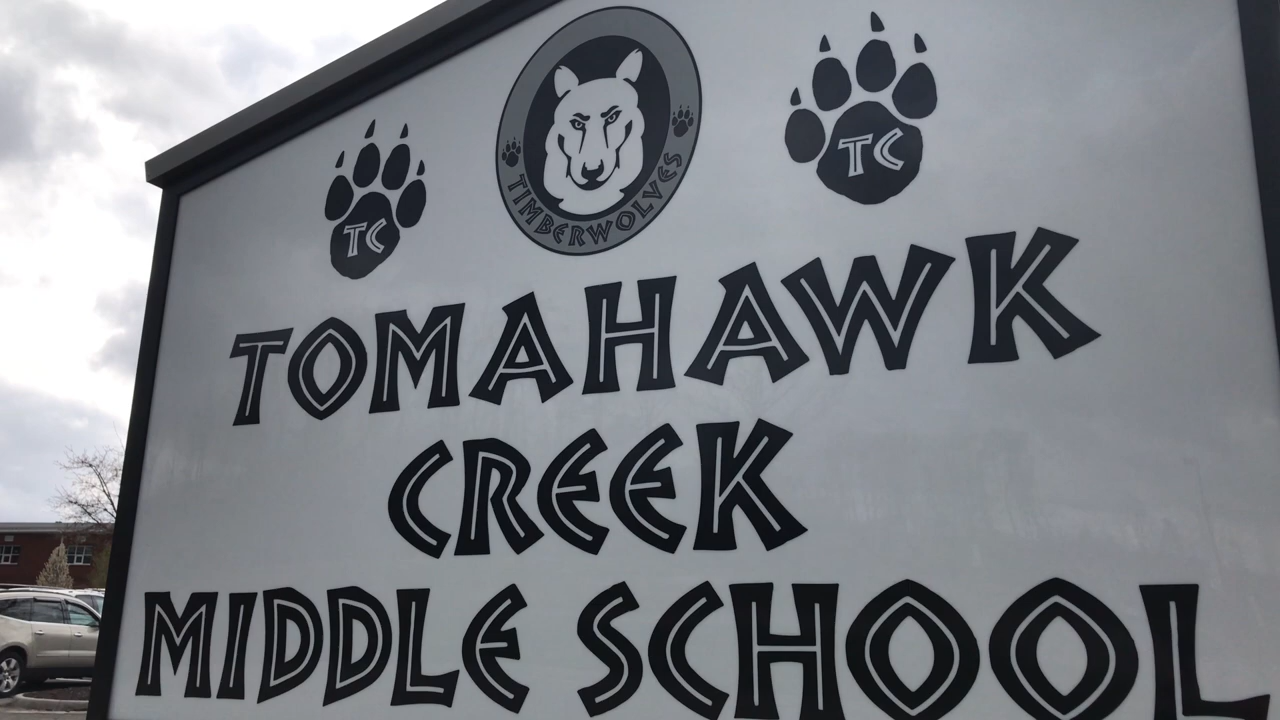 TC
TIMBERWOLVES
TC
TOMAHAWK
CREEK
MIDDLE SCHOOL